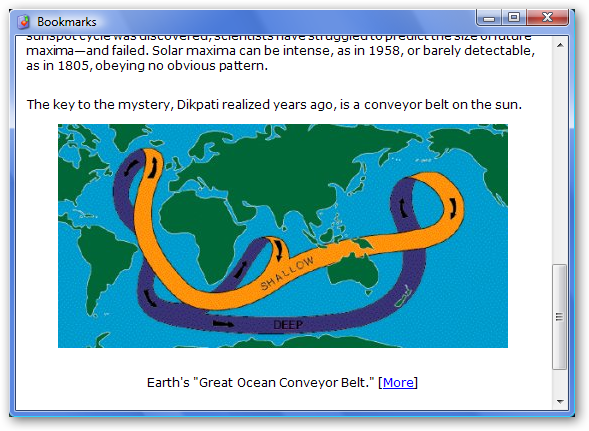 Bookmarks
sunspot cycle was discovered, scientists have struggled to predict the size of future
maxima—and failed. Solar maxima can be intense, as in 1958, or barely detectable,
as in 1805, obeying no obvious pattern.
The key to the mystery, Dikpati realized years ago, is a conveyor belt on the sun.
SHALLOW
DEEP
Earth's "Great Ocean Conveyor Belt." [More]